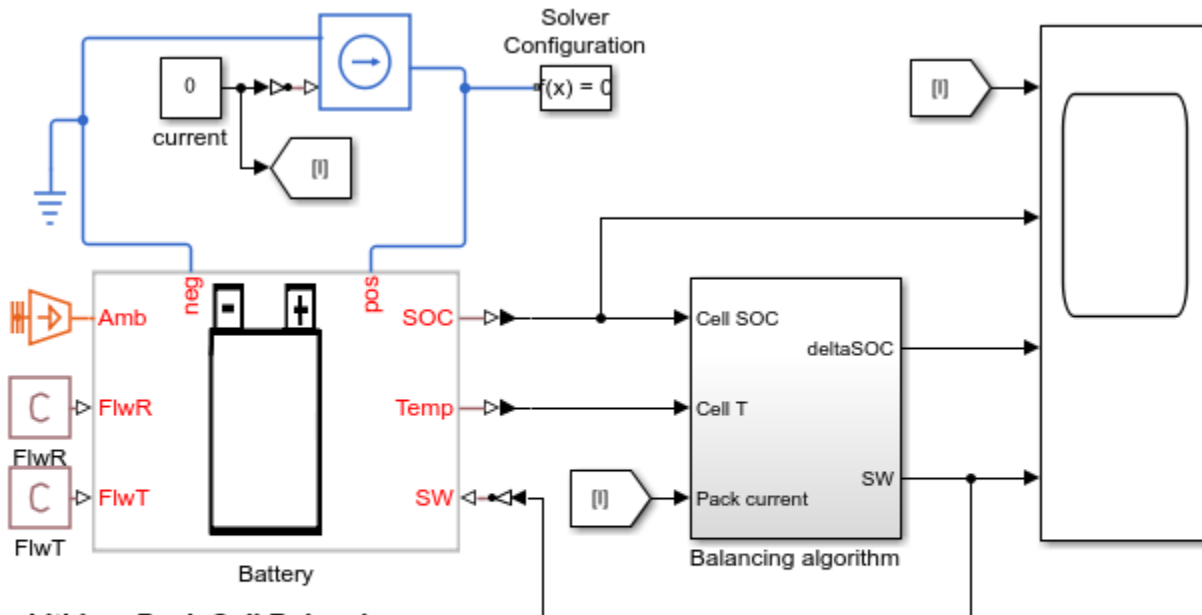 Solver
Configuration
0
f(x) = 0
[I]
current
[I]
neg
pos
Amb
SOC
Cell SOC
deltaSOC
C
FlwR
Temp
Cell T
FlwR
C
FlwT
SW
[I]
Pack current
SW
FlwT
Battery
Balancing algorithm